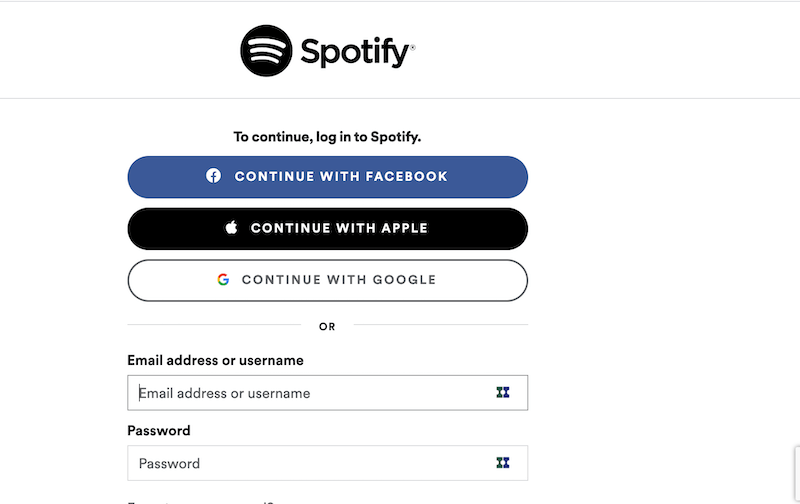 Spotify®
To continue, log in to Spotify.
CONTINUE WITH FACEBOOK
CONTINUE WITH APPLE
CONTINUE WITH GOOGLE
OR
Email address or username
Email address or username
Password
Password